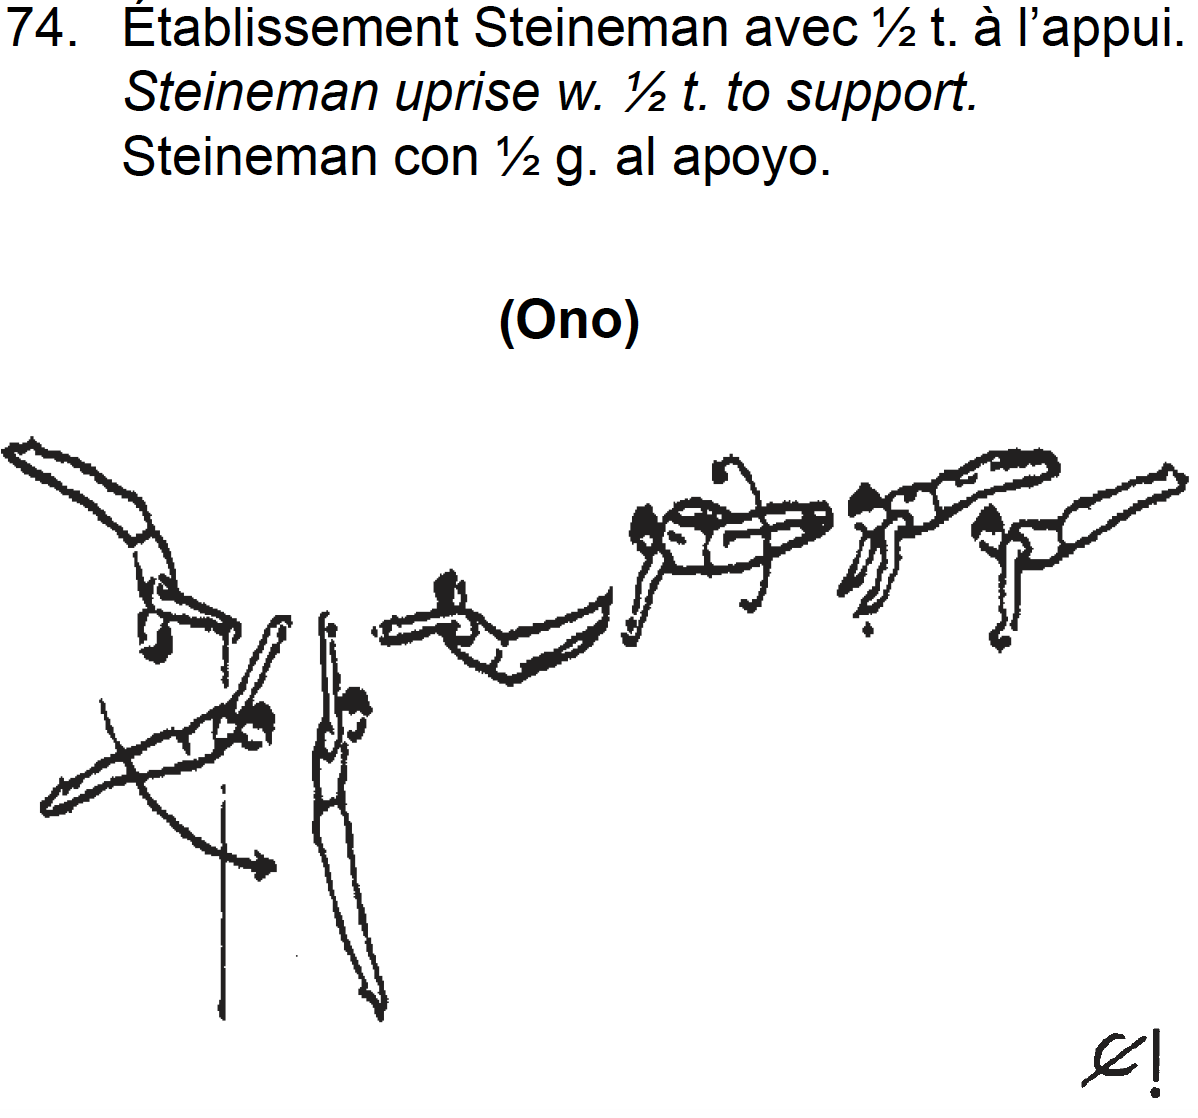 74. Établissement Steineman avec ½ t. à l’appui.
Steineman uprise w. ½ t. to support.
Steineman con ½ g. al apoyo.
(Ono)